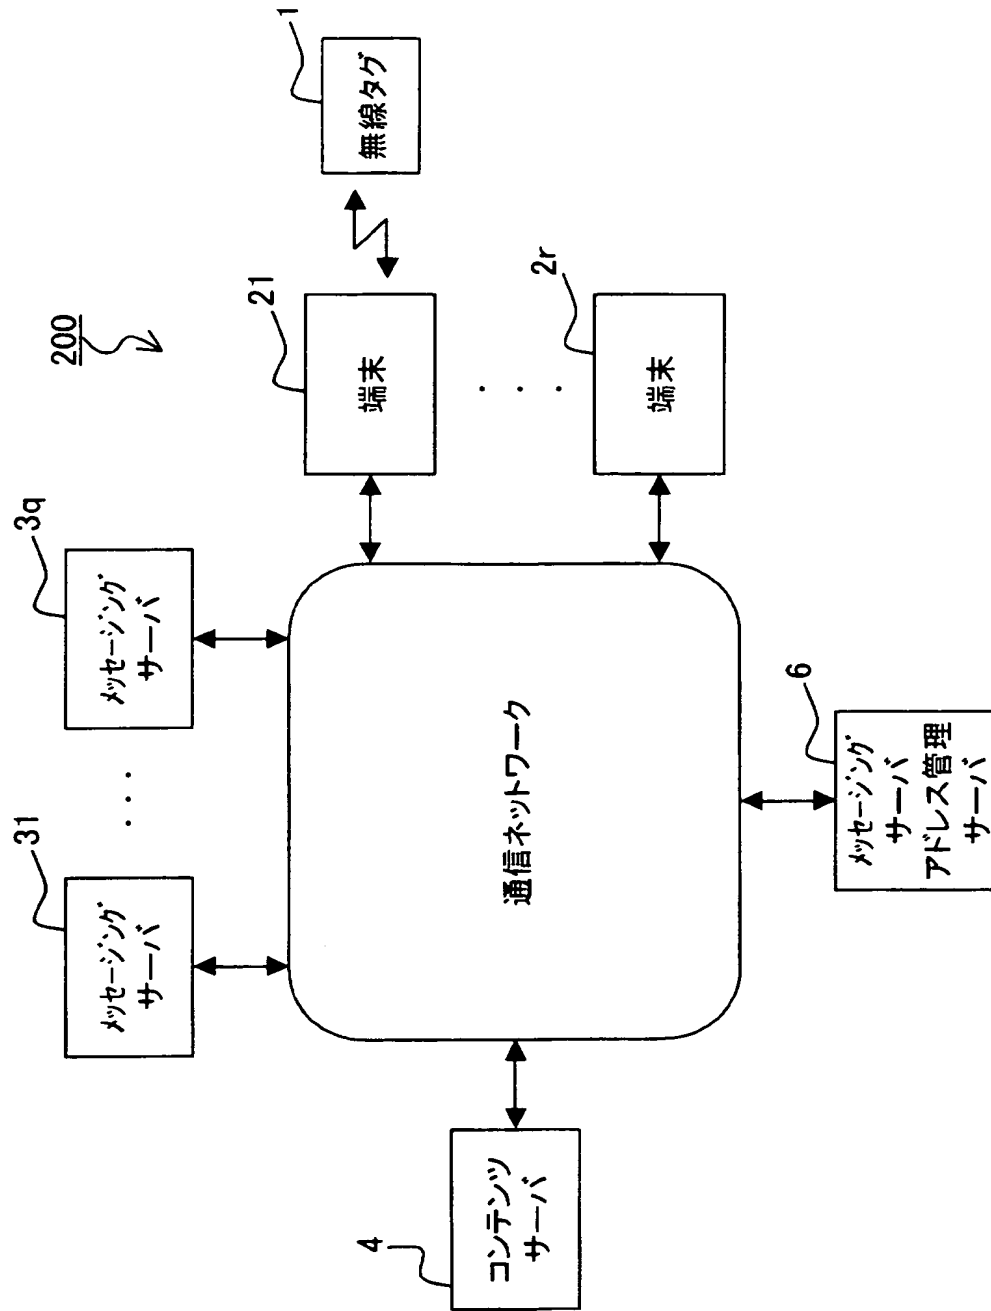 31
3q
200
メッセージング
サーバ
. . .
メッセージング
サーバ
21
1
端末
無線タグ
4
コンテンツ
サーバ
通信ネットワーク
. . .
2r
端末
6
メッセージング
サーバ
アドレス管理
サーバ